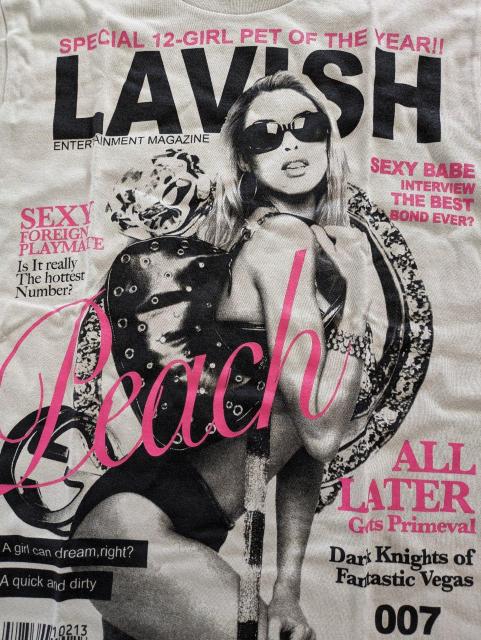 SPECIAL 12-GIRL PET OF THE YEAR!!
LAVISH
ENTERTAINMENT MAGAZINE
SEXY BABE
INTERVIEW
THE BEST
BOND EVER?
SEXY
FOREIGN
PLAYMATE
Is It really
The hottest
Number?
Peach
ALL
LATER
Gets Primeval
Dark Knights of
Fantastic Vegas
A girl can dream,right?
A quick and dirty
007
10213